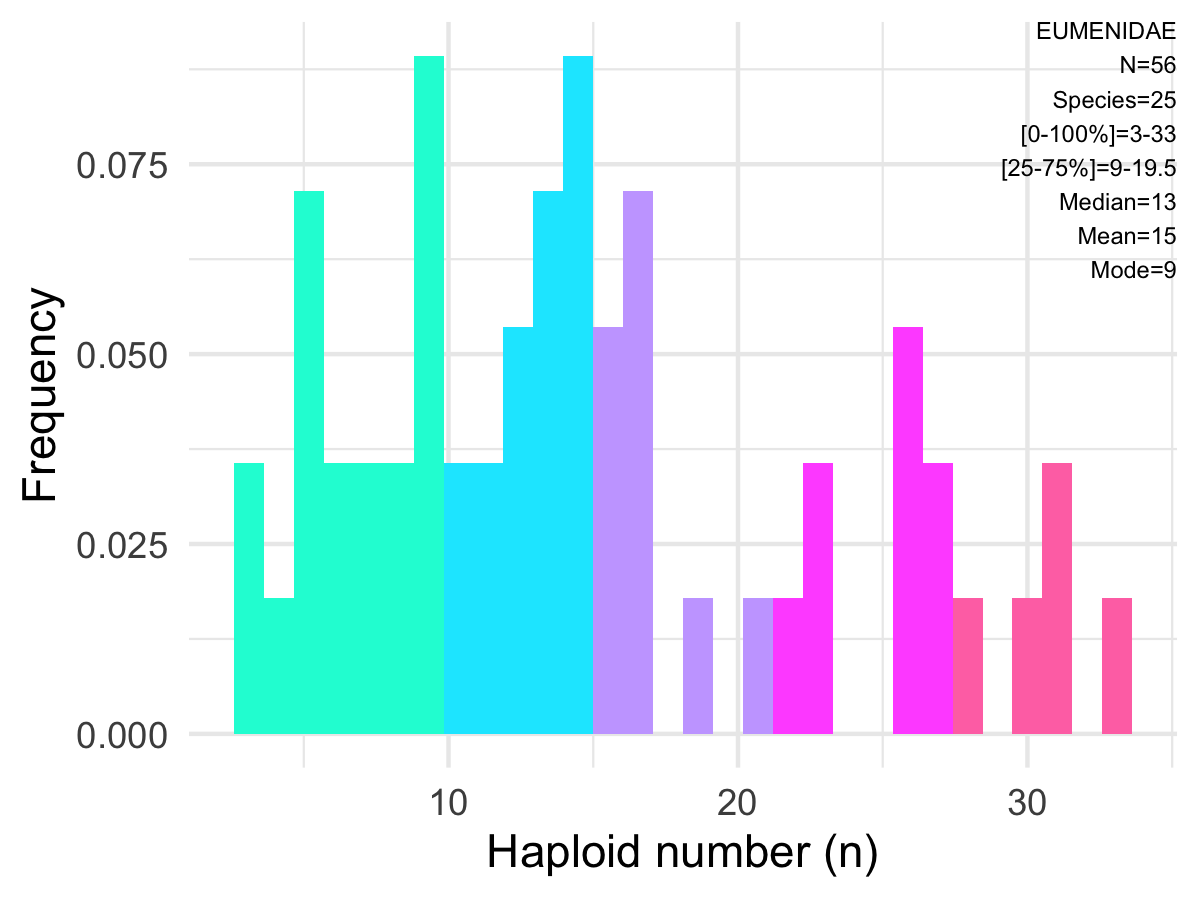 EUMENIDAE
N=56
Species=25
[0-100%]=3-33
[25-75%]=9-19.5
Median=13
Mean=15
Mode=9
Frequency
0.075
0.050
0.025
0.000
10 20 30
Haploid number (n)